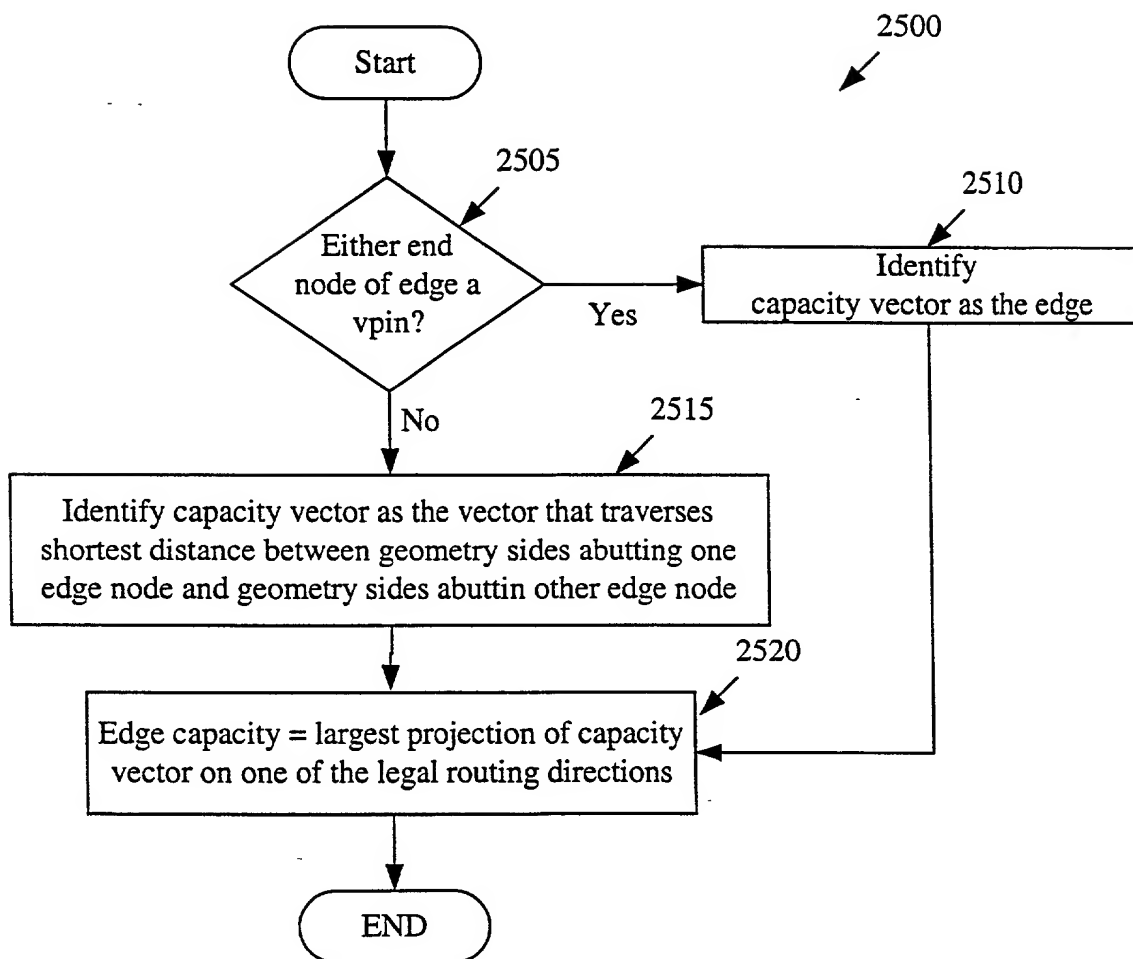 2500
Start
2505
Either end
node of edge a
vpin?
Yes
2510
Identify
capacity vector as the edge
No
2515
Identify capacity vector as the vector that traverses
shortest distance between geometry sides abutting one
edge node and geometry sides abuttin other edge node
2520
Edge capacity = largest projection of capacity
vector on one of the legal routing directions
END